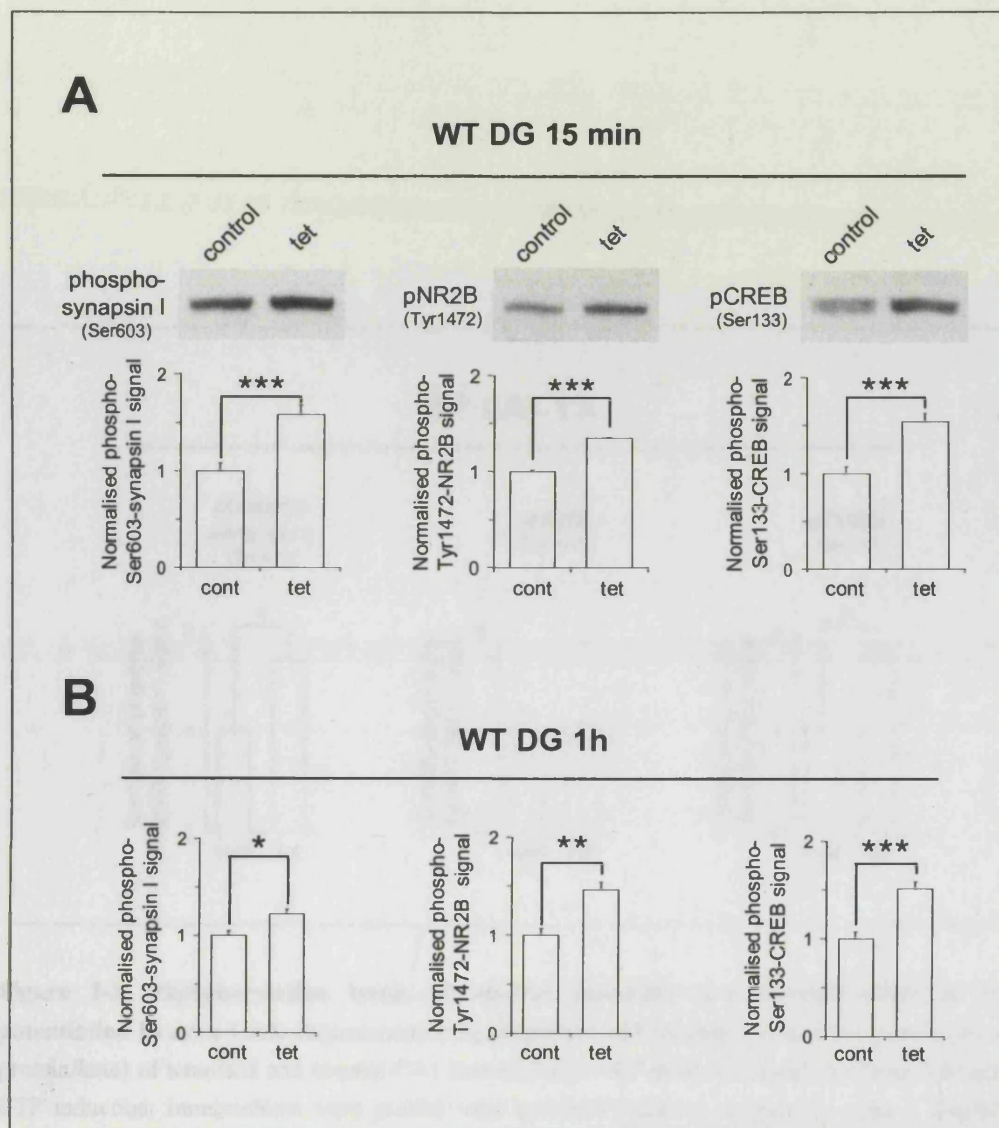 A
WT DG 15 min
control tet
phospho-
synapsin I
(Ser603)
control tet
pNR2B
(Tyr1472)
control tet
pCREB
(Ser133)
Normalised phospho-
Ser603-synapsin I signal
2
1
0
***
cont tet
Normalised phospho-
Tyr1472-NR2B signal
2
1
0
***
cont tet
Normalised phospho-
Ser133-CREB signal
2
1
0
***
cont tet
B
WT DG 1h
Normalised phospho-
Ser603-synapsin I signal
2
1
0
*
cont tet
Normalised phospho-
Tyr1472-NR2B signal
2
1
0
**
cont tet
Normalised phospho-
Ser133-CREB signal
2
1
0
***
cont tet